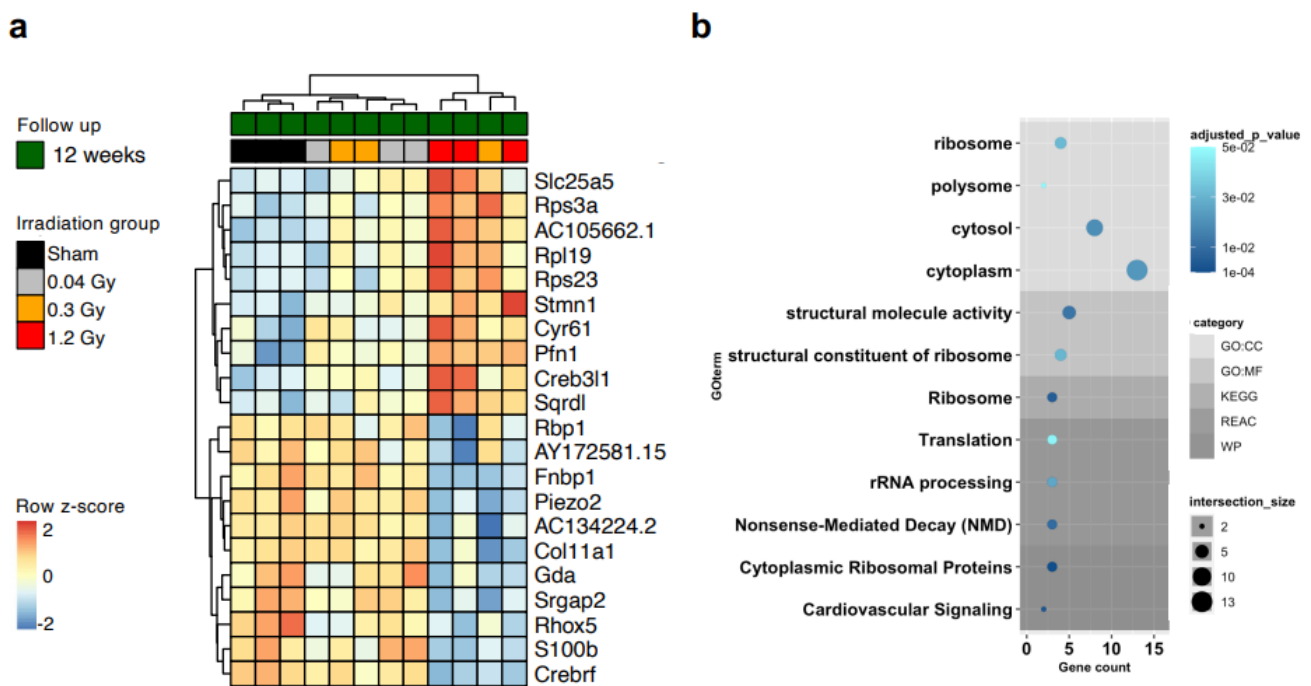 a
Follow up
12 weeks
Irradiation group
Sham
0.04 Gy
0.3 Gy
1.2 Gy
Row z-score
2
0
-2
Slc25a5
Rps3a
AC105662.1
Rpl19
Rps23
Stmn1
Cyr61
Pfn1
Creb3l1
Sqrdl
Rbp1
AY172581.15
Fnbp1
Piezo2
AC134224.2
Col11a1
Gda
Srgap2
Rhox5
S100b
Crebrf
b
GOterm
ribosome
polysome
cytosol
cytoplasm
structural molecule activity
structural constituent of ribosome
Ribosome
Translation
rRNA processing
Nonsense-Mediated Decay (NMD)
Cytoplasmic Ribosomal Proteins
Cardiovascular Signaling
0 5 10 15
Gene count
adjusted_p_value
5e-02
3e-02
1e-02
1e-04
category
GO:CC
GO:MF
KEGG
REAC
WP
intersection_size
2
5
10
13